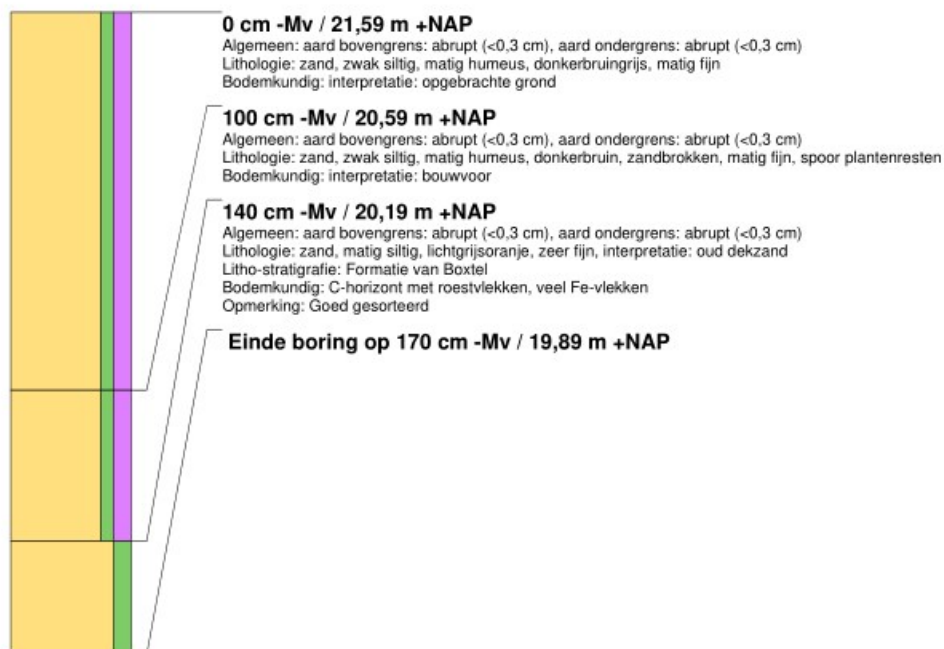 0 cm -Mv / 21,59 m +NAP
Algemeen: aard bovengrens: abrupt (<0,3 cm), aard ondergrens: abrupt (<0,3 cm)
Lithologie: zand, zwak siltig, matig humeus, donkerbruingrijs, matig fijn
Bodemkundig: interpretatie: opgebrachte grond
100 cm -Mv / 20,59 m +NAP
Algemeen: aard bovengrens: abrupt (<0,3 cm), aard ondergrens: abrupt (<0,3 cm)
Lithologie: zand, zwak siltig, matig humeus, donkerbruin, zandbrokken, matig fijn, spoor plantenresten
Bodemkundig: interpretatie: bouwvoor
140 cm -Mv / 20,19 m +NAP
Algemeen: aard bovengrens: abrupt (<0,3 cm), aard ondergrens: abrupt (<0,3 cm)
Lithologie: zand, matig siltig, lichtgrijsoranje, zeer fijn, interpretatie: oud dekzand
Litho-stratigrafie: Formatie van Boxtel
Bodemkundig: C-horizont met roestvlekken, veel Fe-vlekken
Opmerking: Goed gesorteerd
Einde boring op 170 cm -Mv / 19,89 m +NAP